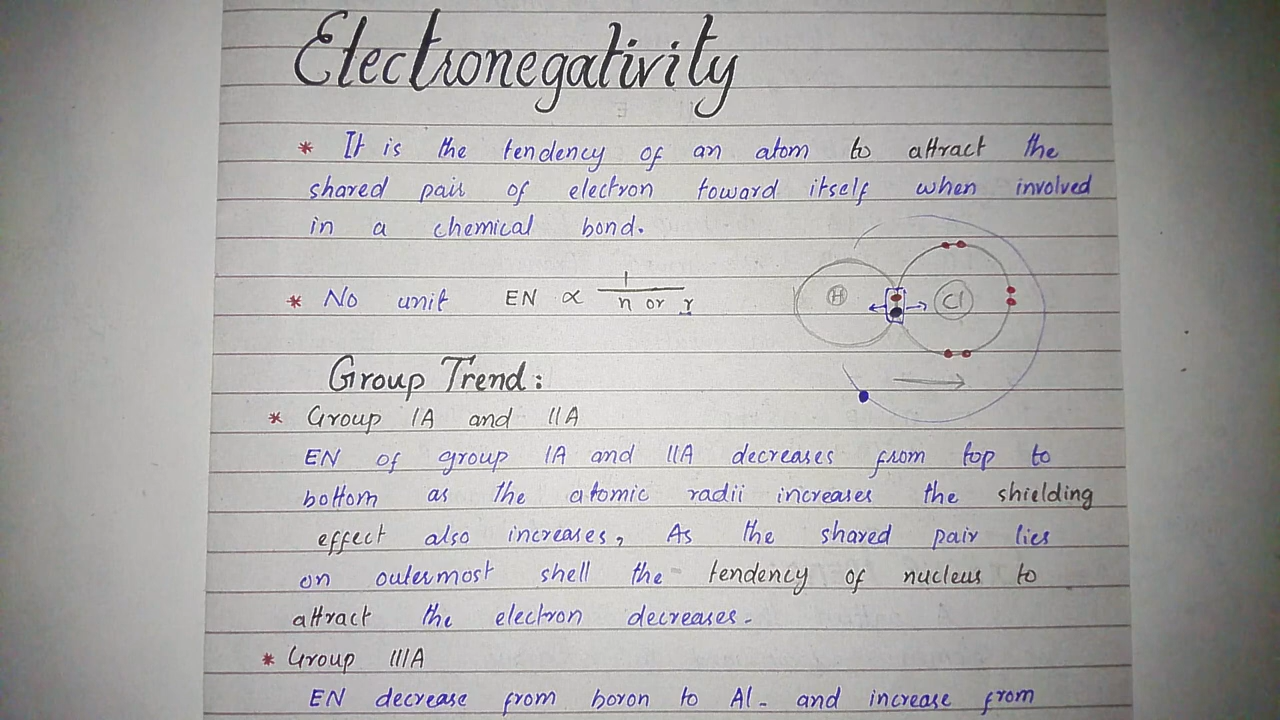 Electronegativity
* It is the tendency of an atom to attract the
shared pair of electron toward itself when involved
in a chemical bond.
* No unit EN ∝ 1 / n or r
H Cl
Group Trend:
* Group IA and IIA
EN of group IA and IIA decreases from top to
bottom as the atomic radii increases the shielding
effect also increases, As the shared pair lies
on outermost shell the tendency of nucleus to
attract the electron decreases.
* Group IIIA
EN decrease from boron to Al- and increase from